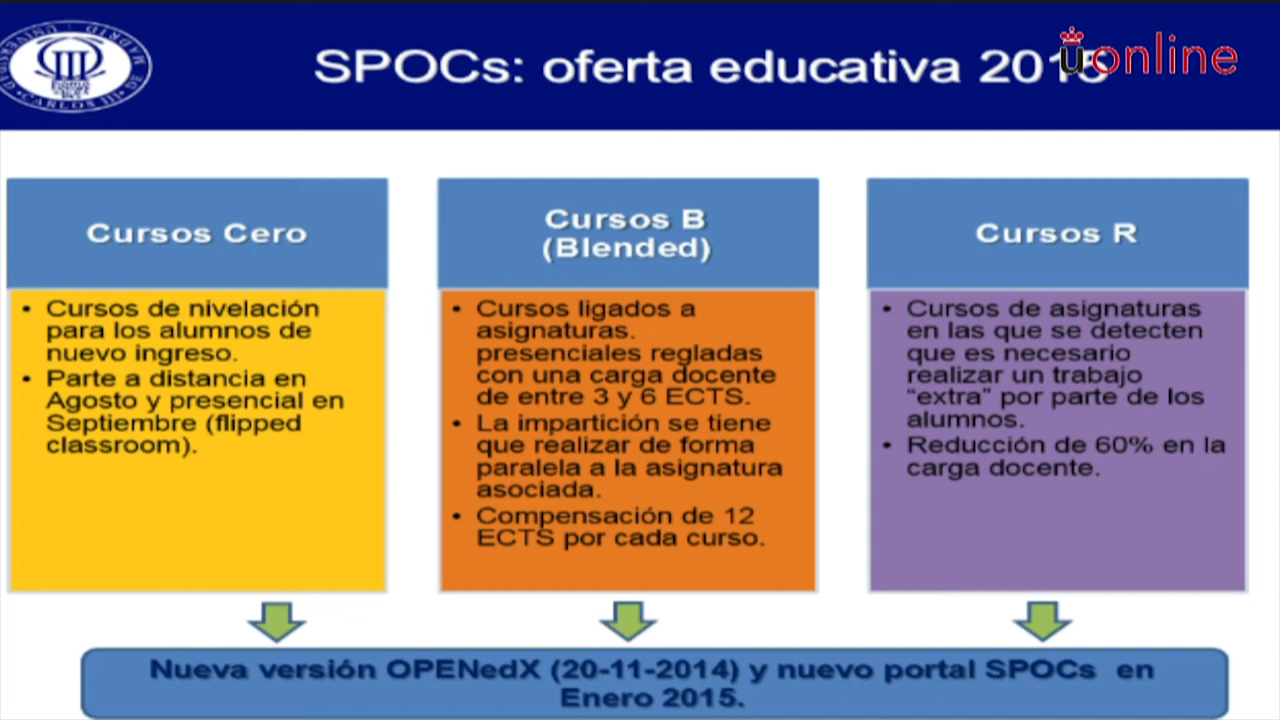 SPOCs: oferta educativa
uonline
CARLOS III
Cursos Cero
Cursos de nivelación
para los alumnos de
nuevo ingreso.
Parte a distancia en
Agosto y presencial en
Septiembre (flipped
classroom).
Cursos B
(Blended)
Cursos ligados a
asignaturas.
presenciales regladas
con una carga docente
de entre 3 y 6 ECTS.
La impartición se tiene
que realizar de forma
paralela a la asignatura
asociada.
Compensación de 12
ECTS por cada curso.
Cursos R
Cursos de asignaturas
en las que se detecten
que es necesario
realizar un trabajo
“extra” por parte de los
alumnos.
Reducción de 60% en la
carga docente.
Nueva versión OPENedX (20-11-2014) y nuevo portal SPOCs en
Enero 2015.